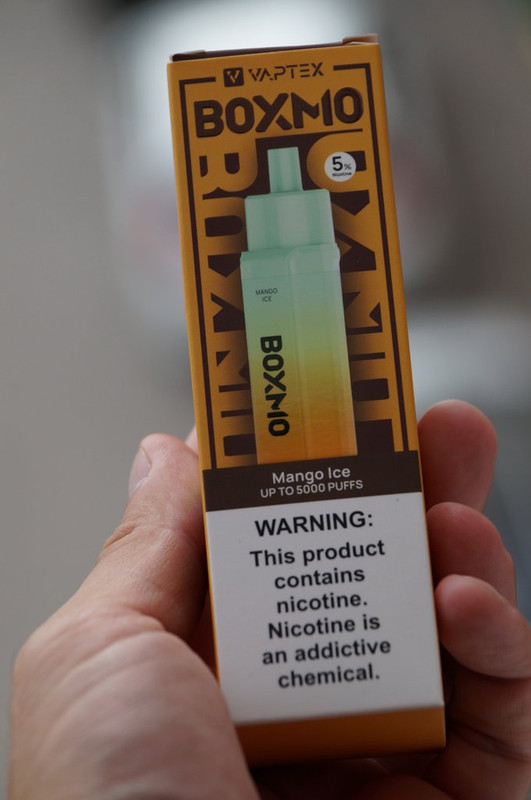 VAPTEX
BOXMO
5%
nicotine
MANGO
ICE
BOXMO
Mango Ice
UP TO 5000 PUFFS
WARNING:
This product
contains
nicotine.
Nicotine is
an addictive
chemical.